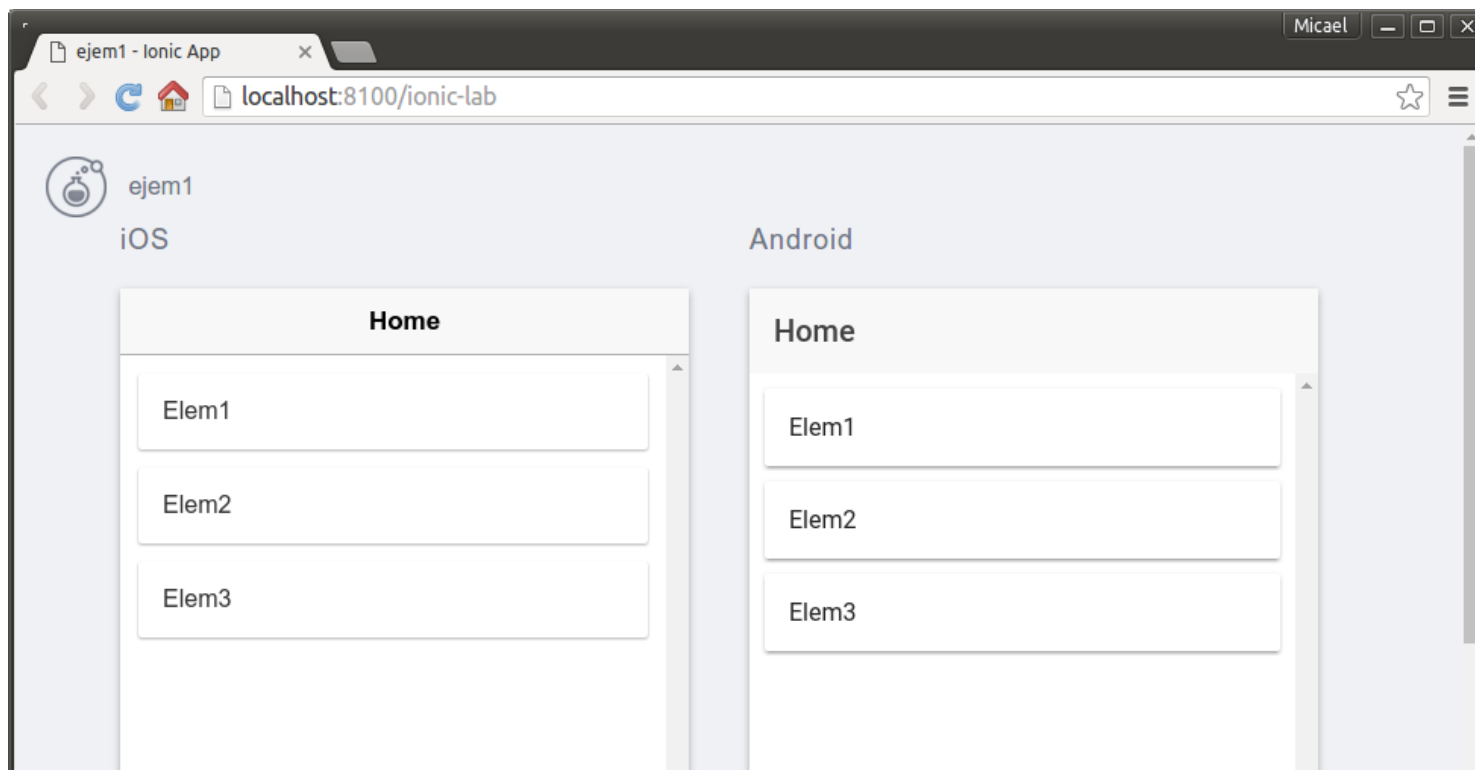 Micael
ejem1 - Ionic App
localhost:8100/ionic-lab
ejem1
iOS
Home
Elem1
Elem2
Elem3
Android
Home
Elem1
Elem2
Elem3